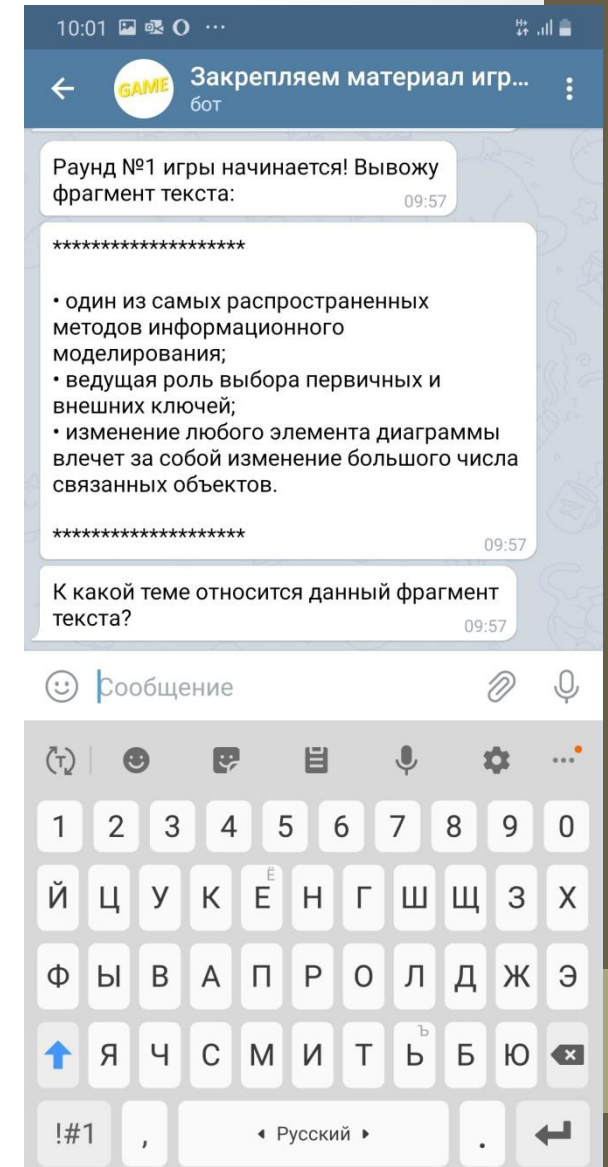 10:01
GAME
Закрепляем материал игр...
бот
Раунд №1 игры начинается! Вывожу
фрагмент текста:
09:57
********************
• один из самых распространенных
методов информационного
моделирования;
• ведущая роль выбора первичных и
внешних ключей;
• изменение любого элемента диаграммы
влечет за собой изменение большого числа
связанных объектов.
********************
09:57
К какой теме относится данный фрагмент
текста?
09:57
Сообщение
1 2 3 4 5 6 7 8 9 0
Й Ц У К Е Ё Н Г Ш Щ З Х
Ф Ы В А П Р О Л Д Ж Э
Я Ч С М И Т Ь Ъ Б Ю
!#1 , Русский .